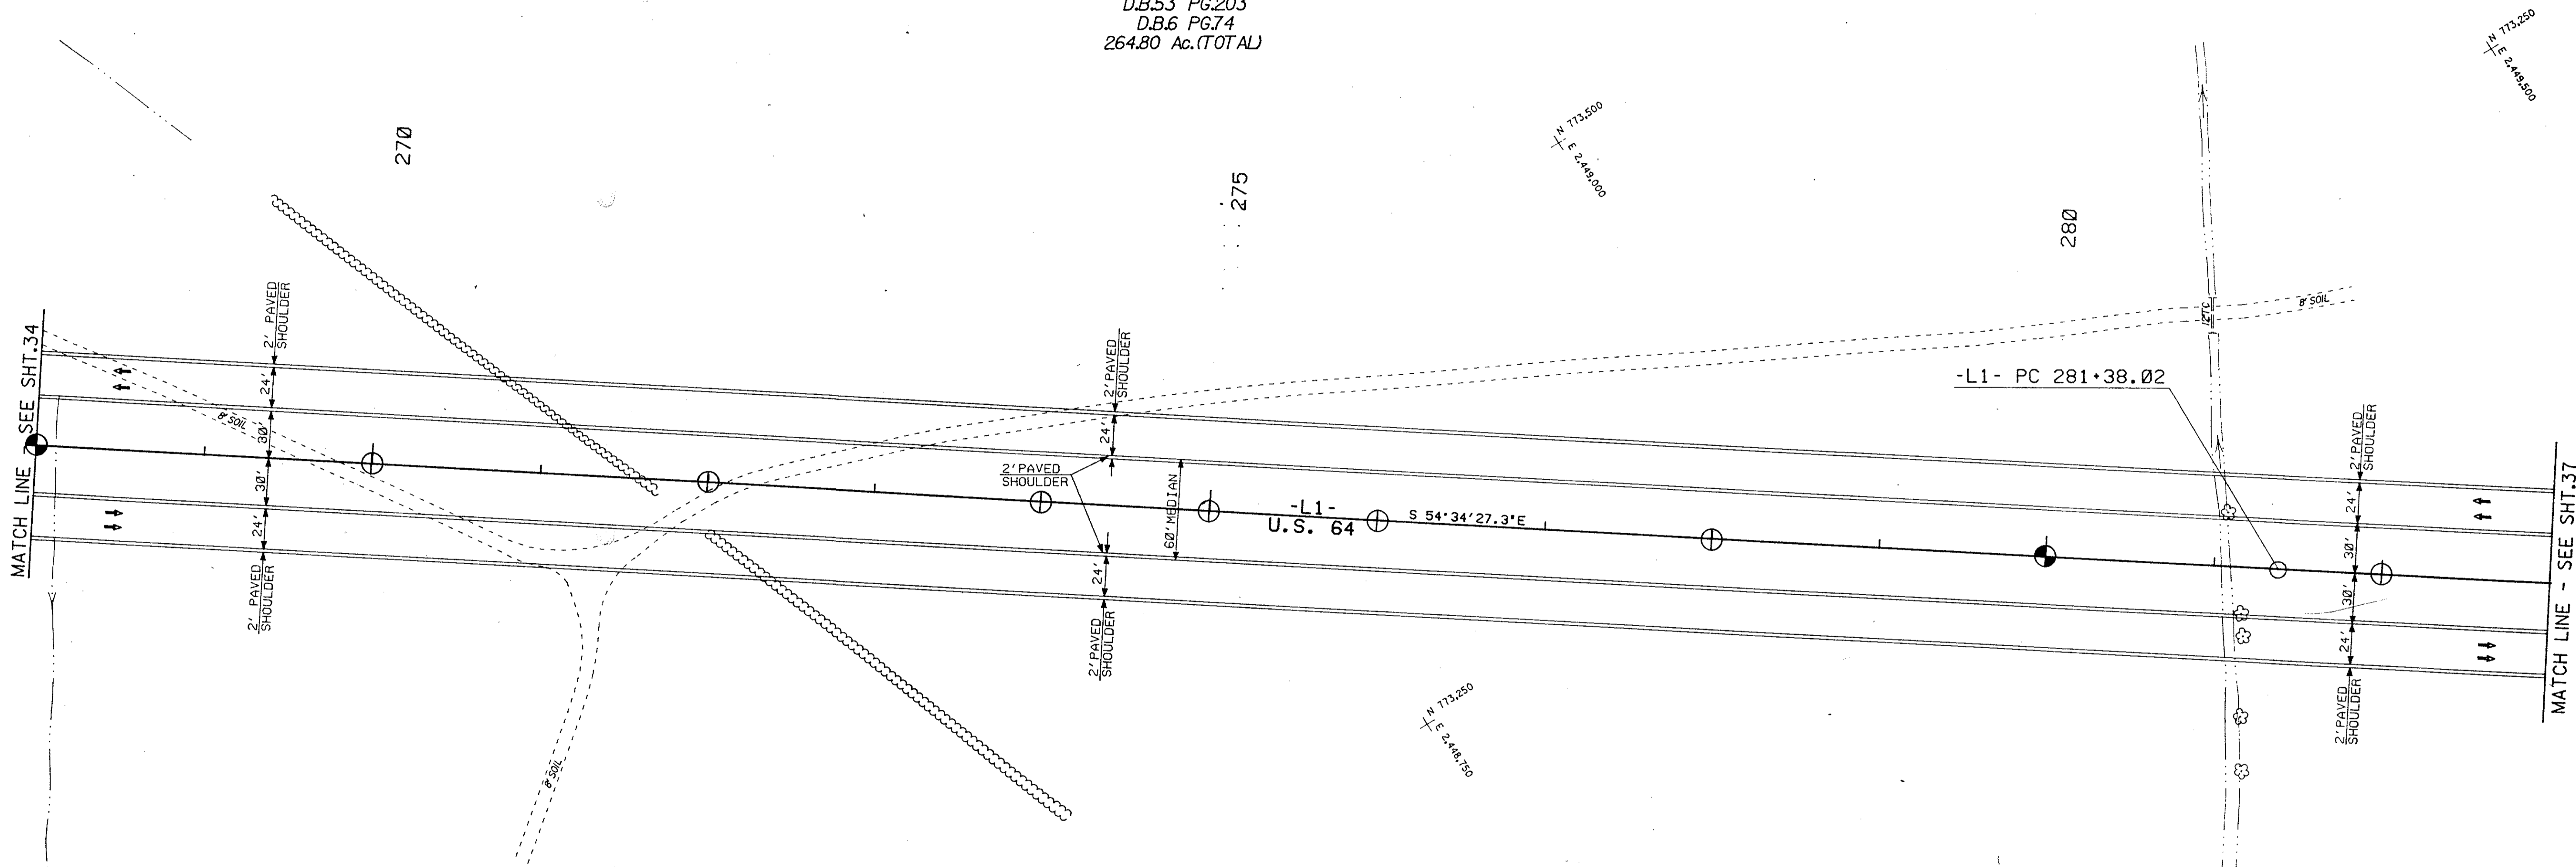 D.B.53 PG.203
D.B.6 PG.74
264.80 Ac.(TOTAL)
N 773,250
E 2,449,500
N 773,500
E 2,449,000
270
275
280
8' SOIL
12"TC
-L1- PC 281+38.02
MATCH LINE - SEE SHT.34
2' PAVED
SHOULDER
24'
30'
30'
24'
2' PAVED
SHOULDER
8' SOIL
2'PAVED
SHOULDER
24'
2'PAVED
SHOULDER
60'MEDIAN
24'
2'PAVED
SHOULDER
-L1-
U.S. 64
S 54°34'27.3"E
2'PAVED
SHOULDER
24'
30'
30'
24'
2'PAVED
SHOULDER
MATCH LINE - SEE SHT.37
8' SOIL
N 773,250
E 2,448,750